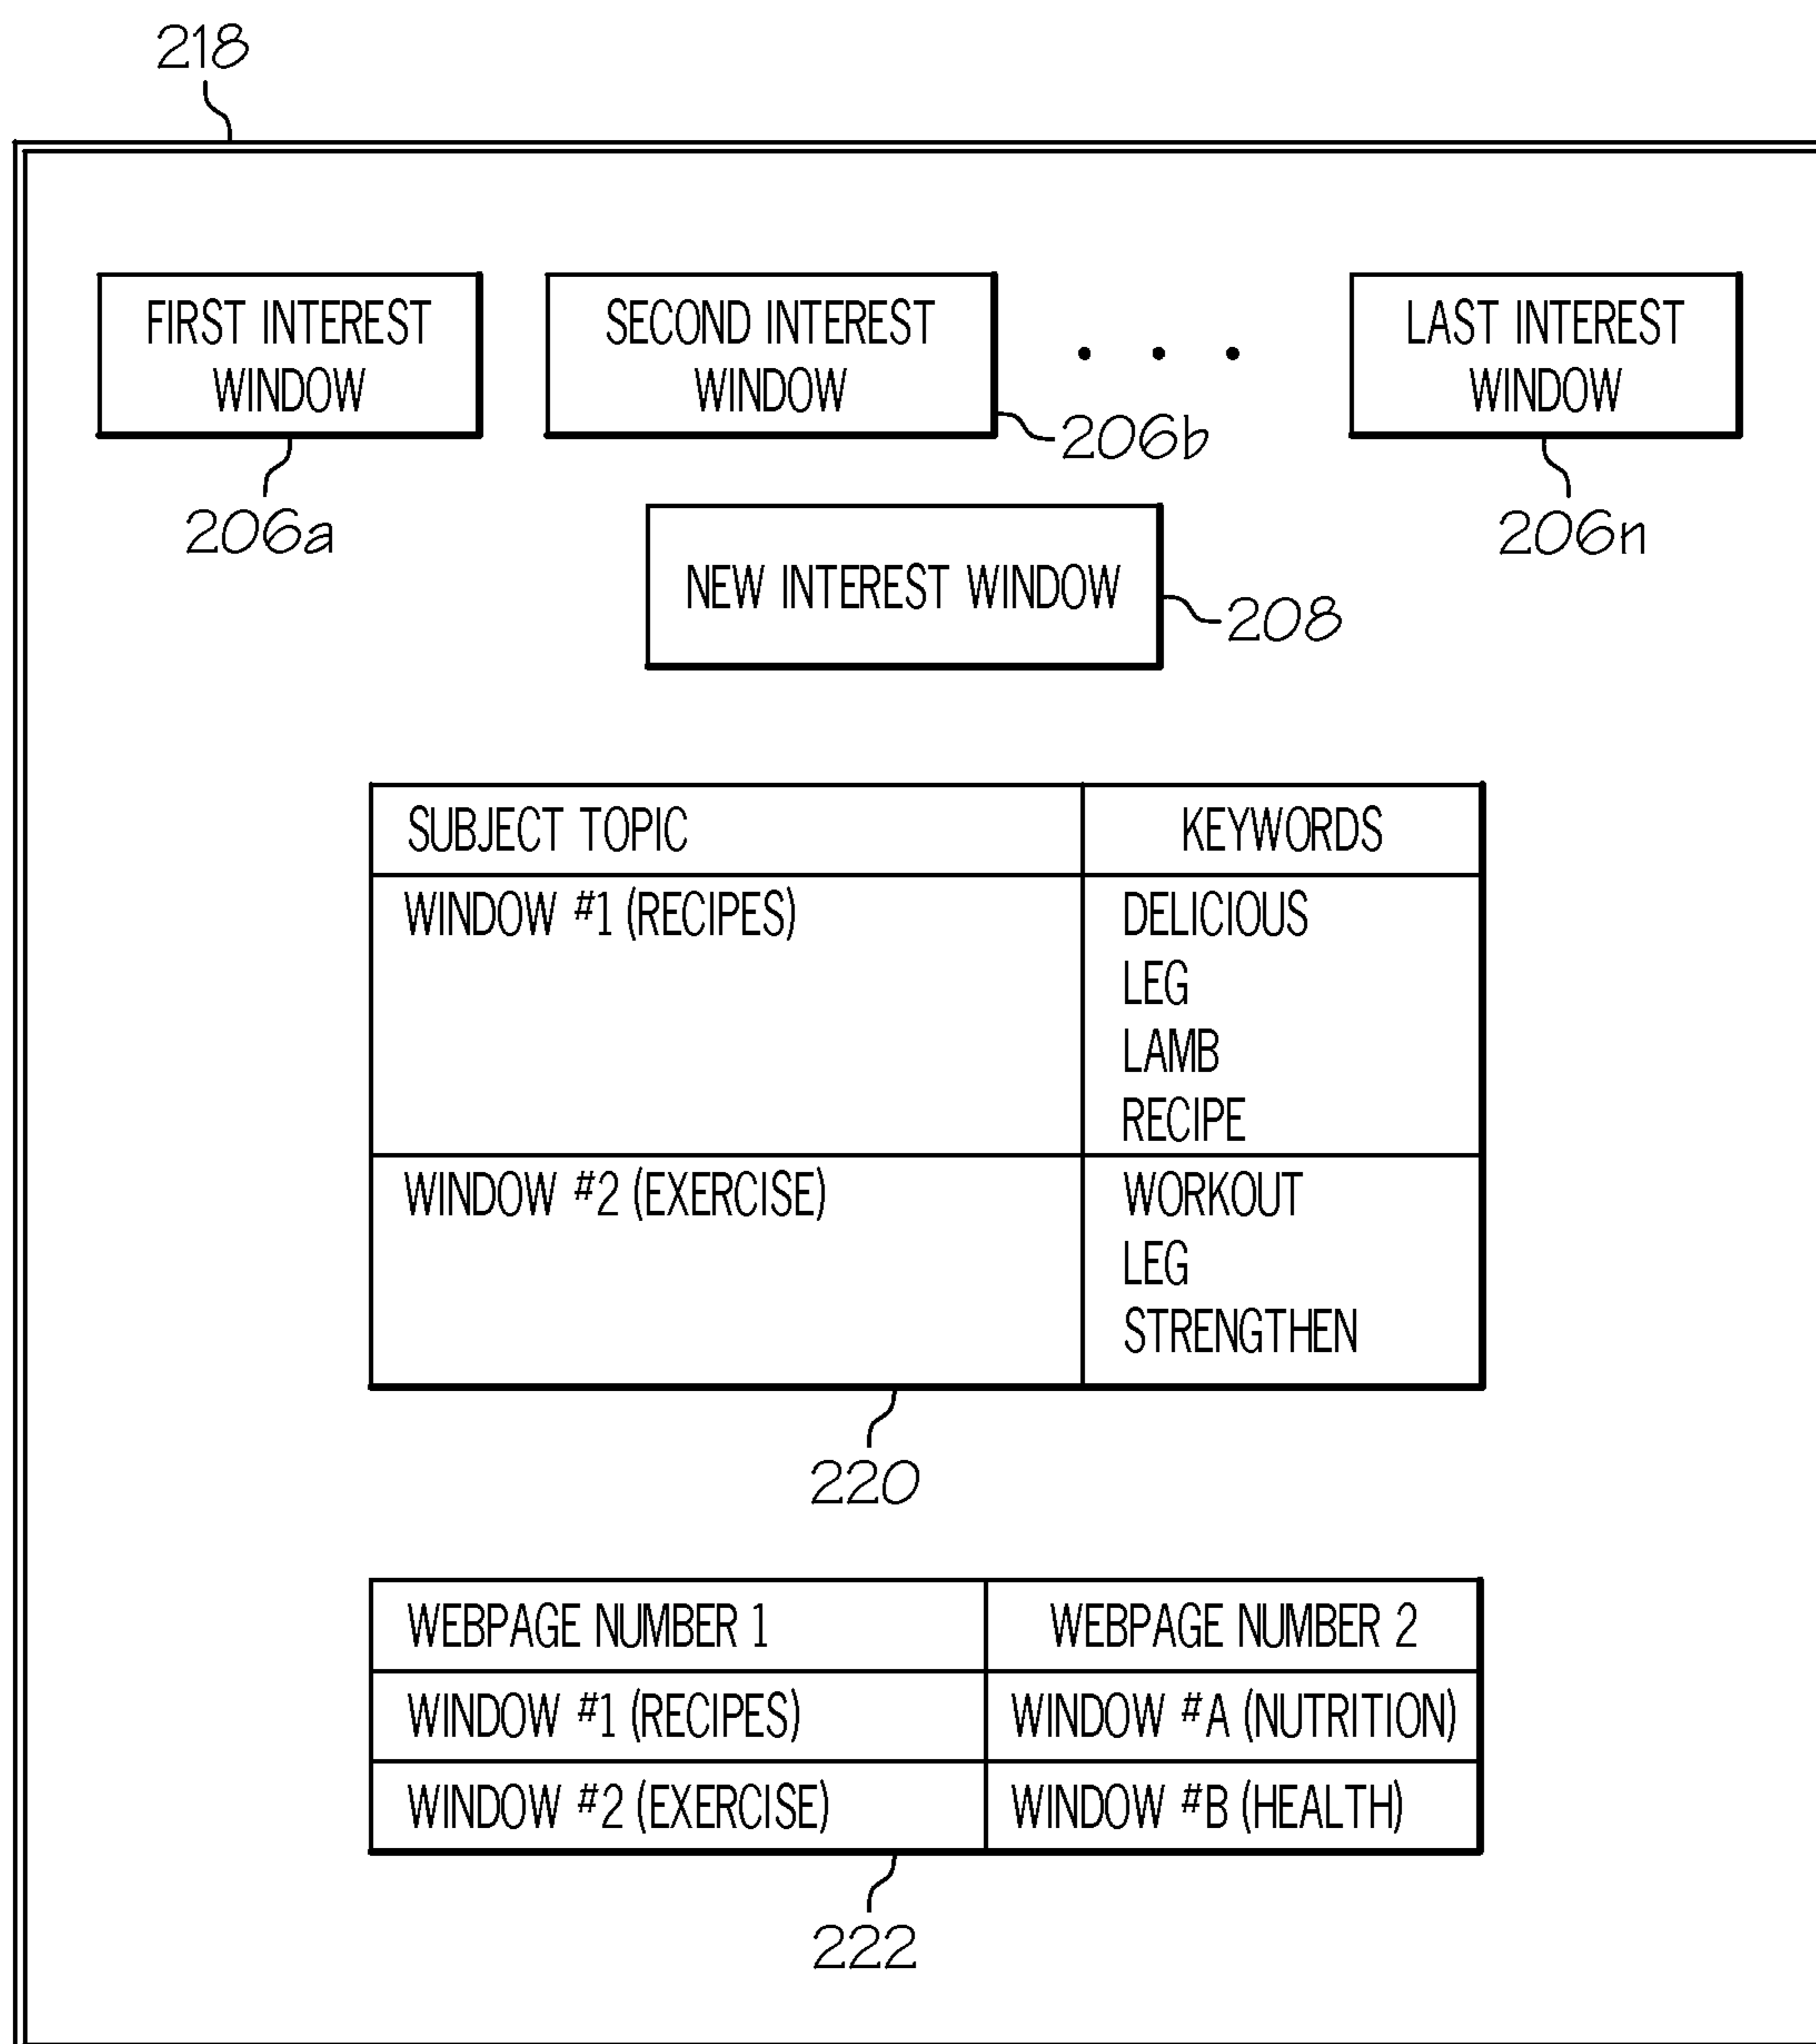 218
FIRST INTEREST
WINDOW
SECOND INTEREST
WINDOW
. . .
LAST INTEREST
WINDOW
206b
206a
206n
NEW INTEREST WINDOW
208
SUBJECT TOPIC KEYWORDS
WINDOW #1 (RECIPES) DELICIOUS
LEG
LAMB
RECIPE
WINDOW #2 (EXERCISE) WORKOUT
LEG
STRENGTHEN
220
WEBPAGE NUMBER 1 WEBPAGE NUMBER 2
WINDOW #1 (RECIPES) WINDOW #A (NUTRITION)
WINDOW #2 (EXERCISE) WINDOW #B (HEALTH)
222